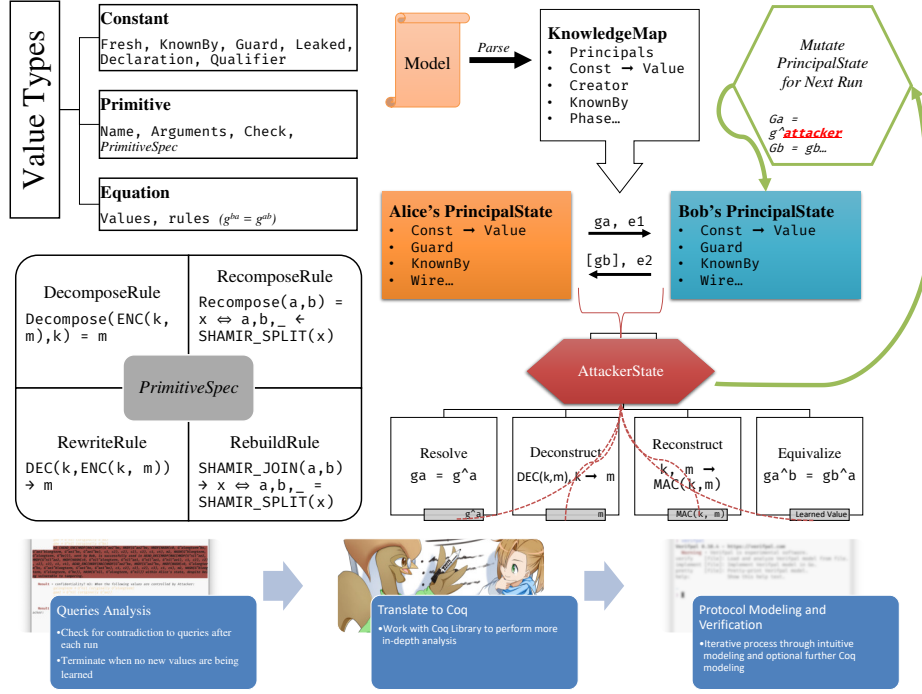 Value Types
Constant
Fresh, KnownBy, Guard, Leaked,
Declaration, Qualifier
Primitive
Name, Arguments, Check,
PrimitiveSpec
Equation
Values, rules (g^ba = g^ab)
Model
Parse
KnowledgeMap
• Principals
• Const → Value
• Creator
• KnownBy
• Phase…
Mutate
PrincipalState
for Next Run
Ga =
g^attacker
Gb = gb…
Alice's PrincipalState
• Const → Value
• Guard
• KnownBy
• Wire…
ga, e1
[gb], e2
Bob's PrincipalState
• Const → Value
• Guard
• KnownBy
• Wire…
DecomposeRule
Decompose(ENC(k,
m),k) = m
RecomposeRule
Recompose(a,b) =
x ⇔ a,b,_ ←
SHAMIR_SPLIT(x)
PrimitiveSpec
RewriteRule
DEC(k,ENC(k, m))
→ m
RebuildRule
SHAMIR_JOIN(a,b)
→ x ⇔ a,b,_ =
SHAMIR_SPLIT(x)
AttackerState
Resolve
ga = g^a
g^a
Deconstruct
DEC(k,m), k → m
m
Reconstruct
k, m →
MAC(k,m)
MAC(k, m)
Equivalize
ga^b = gb^a
Learned Value
Queries Analysis
•Check for contradiction to queries after
each run
•Terminate when no new values are being
learned
Translate to Coq
•Work with Coq Library to perform more
in-depth analysis
Protocol Modeling and
Verification
•Iterative process through intuitive
modeling and optional further Coq
modeling